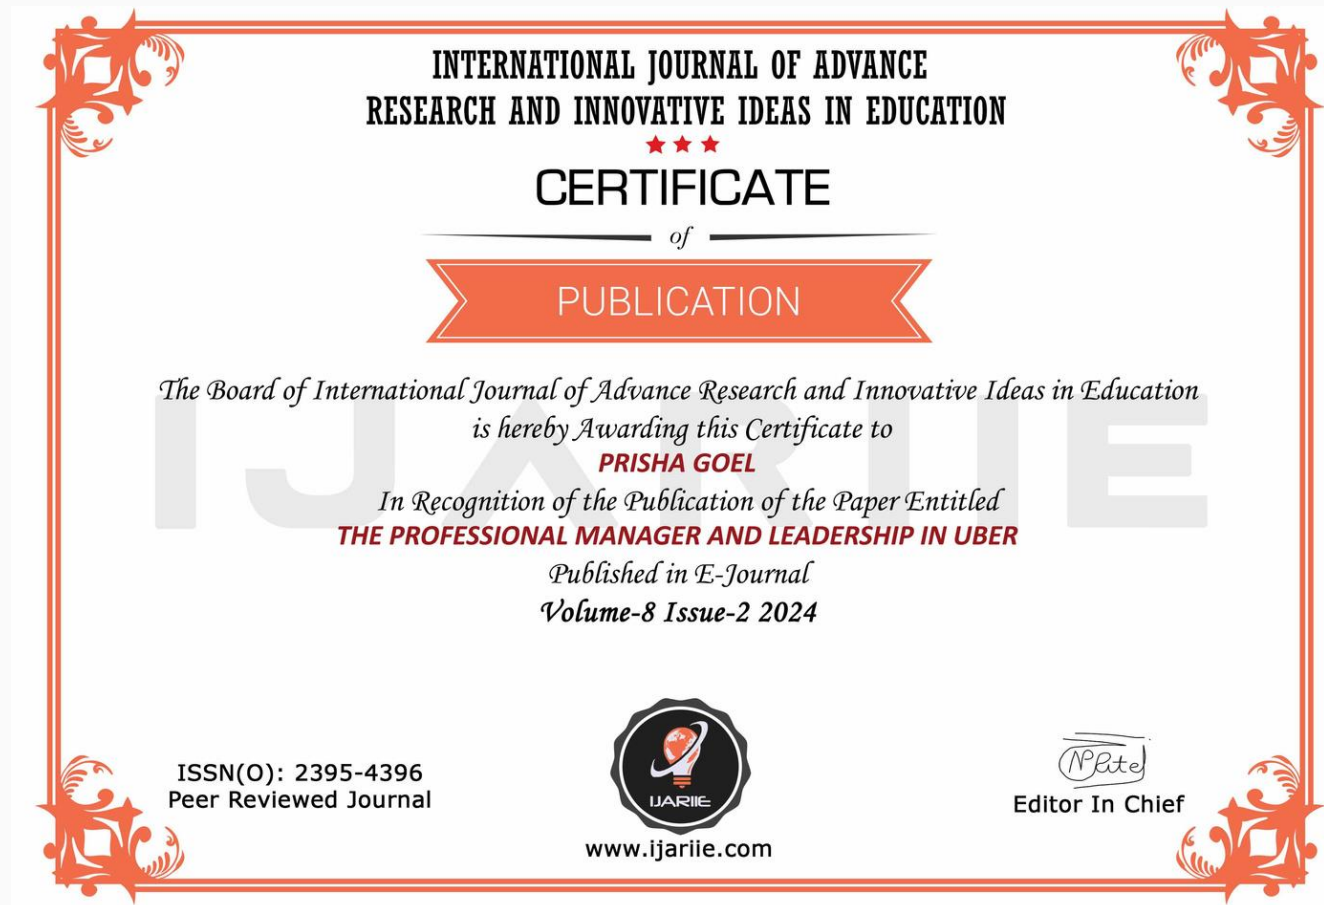 INTERNATIONAL JOURNAL OF ADVANCE
RESEARCH AND INNOVATIVE IDEAS IN EDUCATION
CERTIFICATE
of
PUBLICATION
The Board of International Journal of Advance Research and Innovative Ideas in Education
is hereby Awarding this Certificate to
PRISHA GOEL
In Recognition of the Publication of the Paper Entitled
THE PROFESSIONAL MANAGER AND LEADERSHIP IN UBER
Published in E-Journal
Volume-8 Issue-2 2024
IJARIIE
ISSN(O): 2395-4396
Peer Reviewed Journal
IJARIIE
www.ijariie.com
Editor In Chief